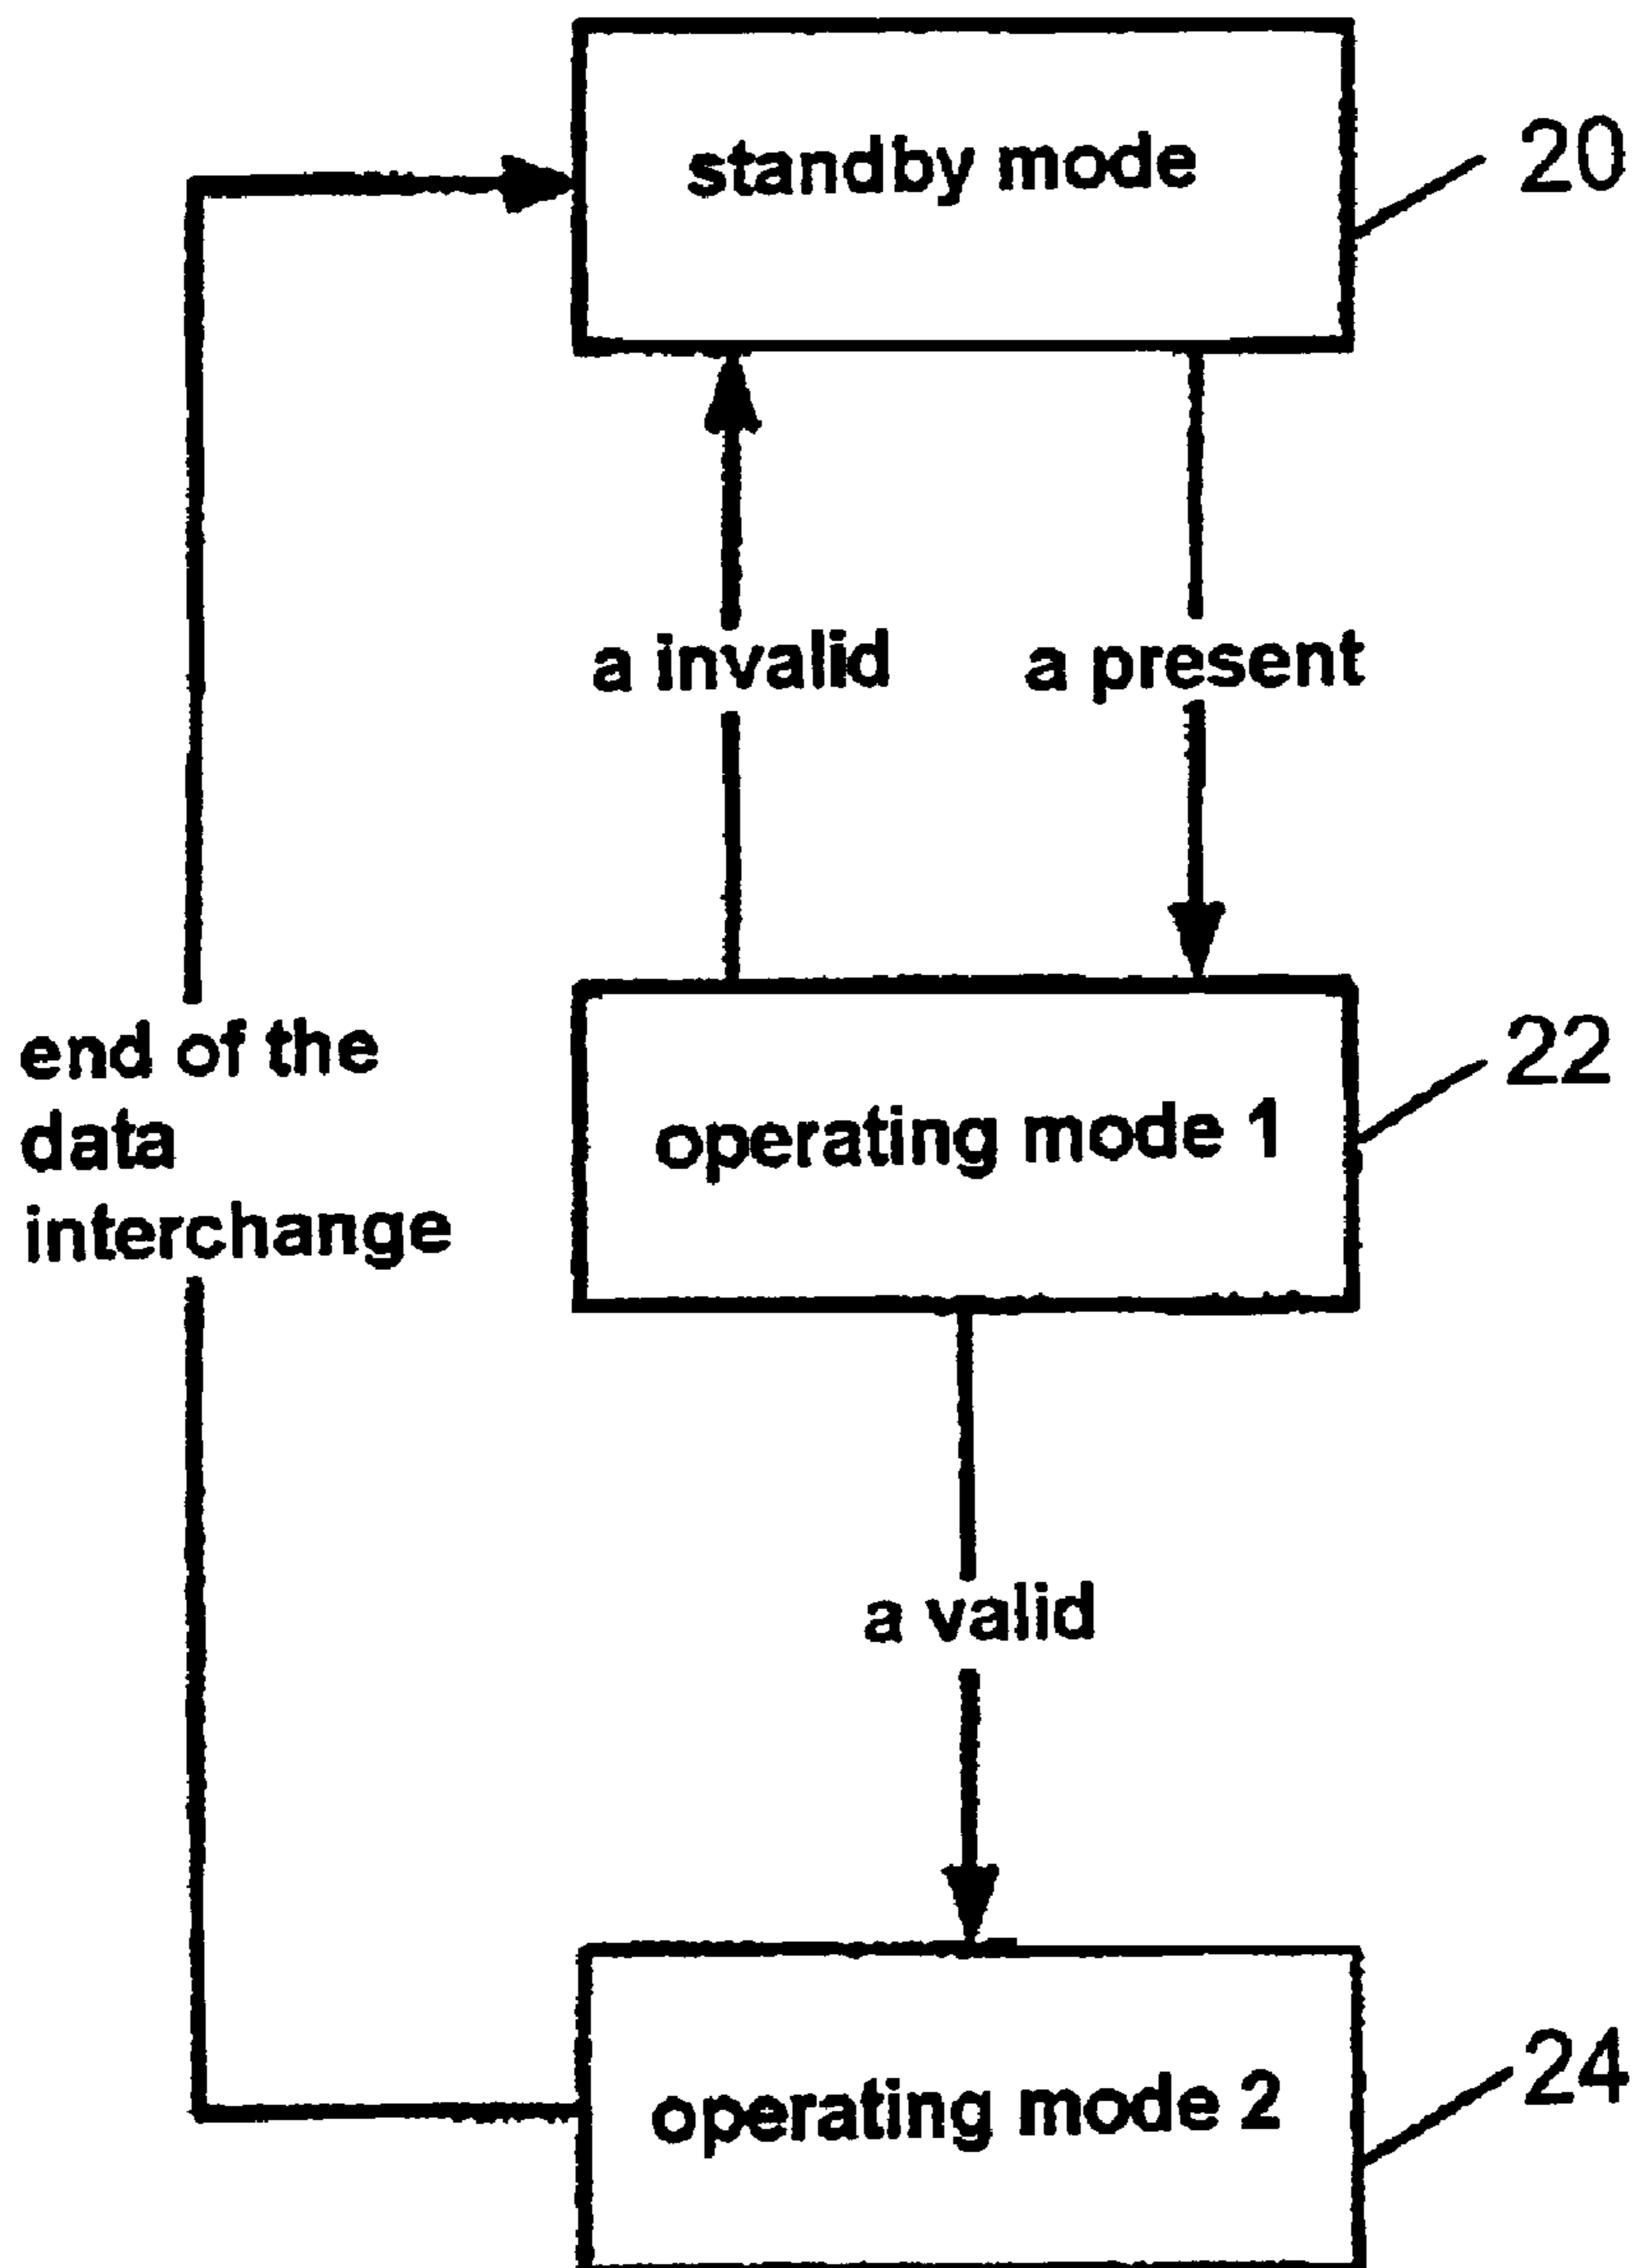 standby mode
20
a invalid
a present
end of the
data
interchange
operating mode 1
22
a valid
operating mode 2
24